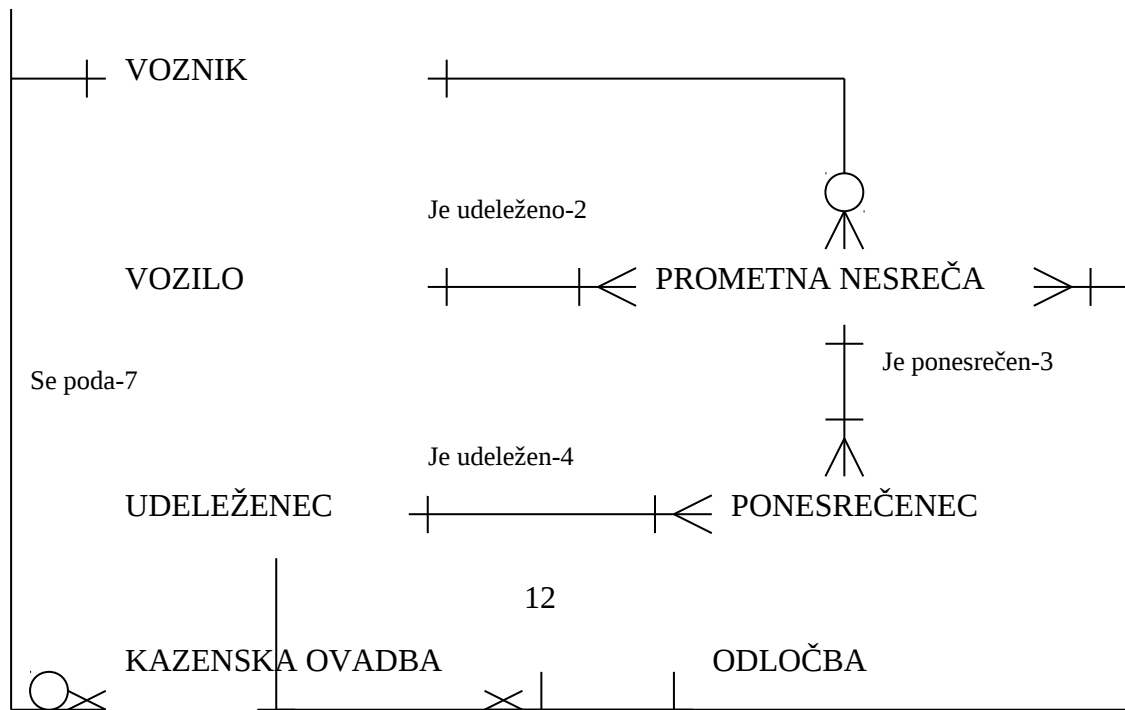 VOZNIK
Je udeleženo-2
VOZILO
PROMETNA NESREČA
Je ponesrečen-3
Se poda-7
Je udeležen-4
UDELEŽENEC
PONESREČENEC
12
KAZENSKA OVADBA
ODLOČBA